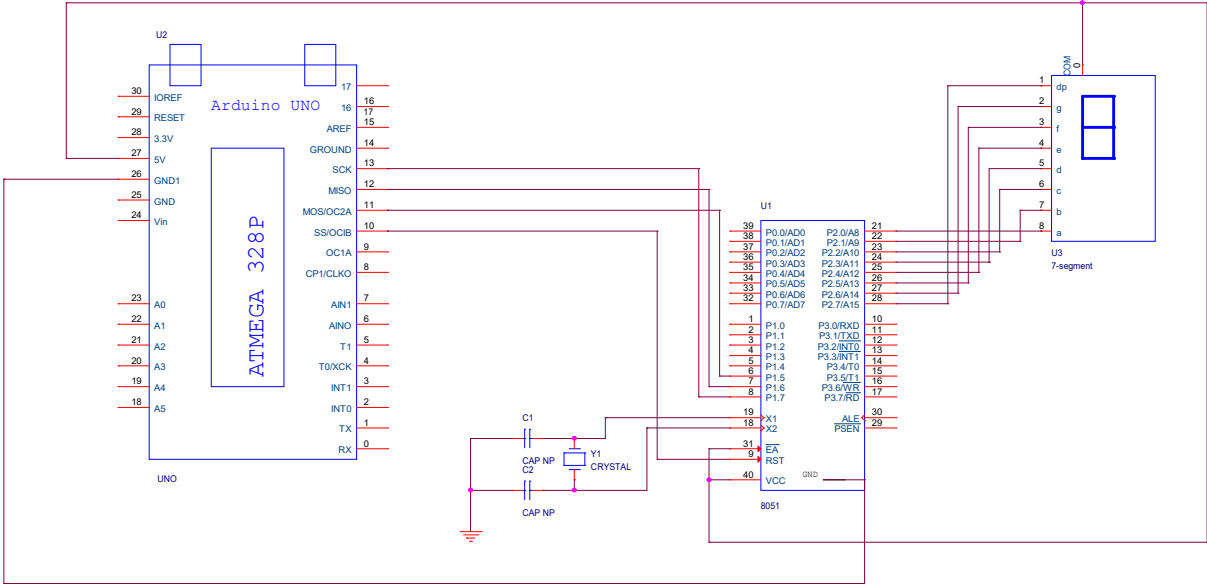 U2
Arduino UNO
ATMEGA 328P
30 IOREF
29 RESET
28 3.3V
27 5V
26 GND1
25 GND
24 Vin
23 A0
22 A1
21 A2
20 A3
19 A4
18 A5
17
16 16
17
AREF 15
GROUND 14
SCK 13
MISO 12
MOS/OC2A 11
SS/OCIB 10
OC1A 9
CP1/CLKO 8
AIN1 7
AINO 6
T1 5
T0/XCK 4
INT1 3
INT0 2
TX 1
RX 0
UNO
C1
CAP NP
C2
CAP NP
Y1
CRYSTAL
U1
39 P0.0/AD0
38 P0.1/AD1
37 P0.2/AD2
36 P0.3/AD3
35 P0.4/AD4
34 P0.5/AD5
33 P0.6/AD6
32 P0.7/AD7
1 P1.0
2 P1.1
3 P1.2
4 P1.3
5 P1.4
6 P1.5
7 P1.6
8 P1.7
19 X1
18 X2
31 EA
9 RST
40 VCC
P2.0/A8 21
P2.1/A9 22
P2.2/A10 23
P2.3/A11 24
P2.4/A12 25
P2.5/A13 26
P2.6/A14 27
P2.7/A15 28
P3.0/RXD 10
P3.1/TXD 11
P3.2/INT0 12
P3.3/INT1 13
P3.4/T0 14
P3.5/T1 15
P3.6/WR 16
P3.7/RD 17
ALE 30
PSEN 29
GND
8051
COM 0
1 dp
2 g
3 f
4 e
5 d
6 c
7 b
8 a
U3
7-segment